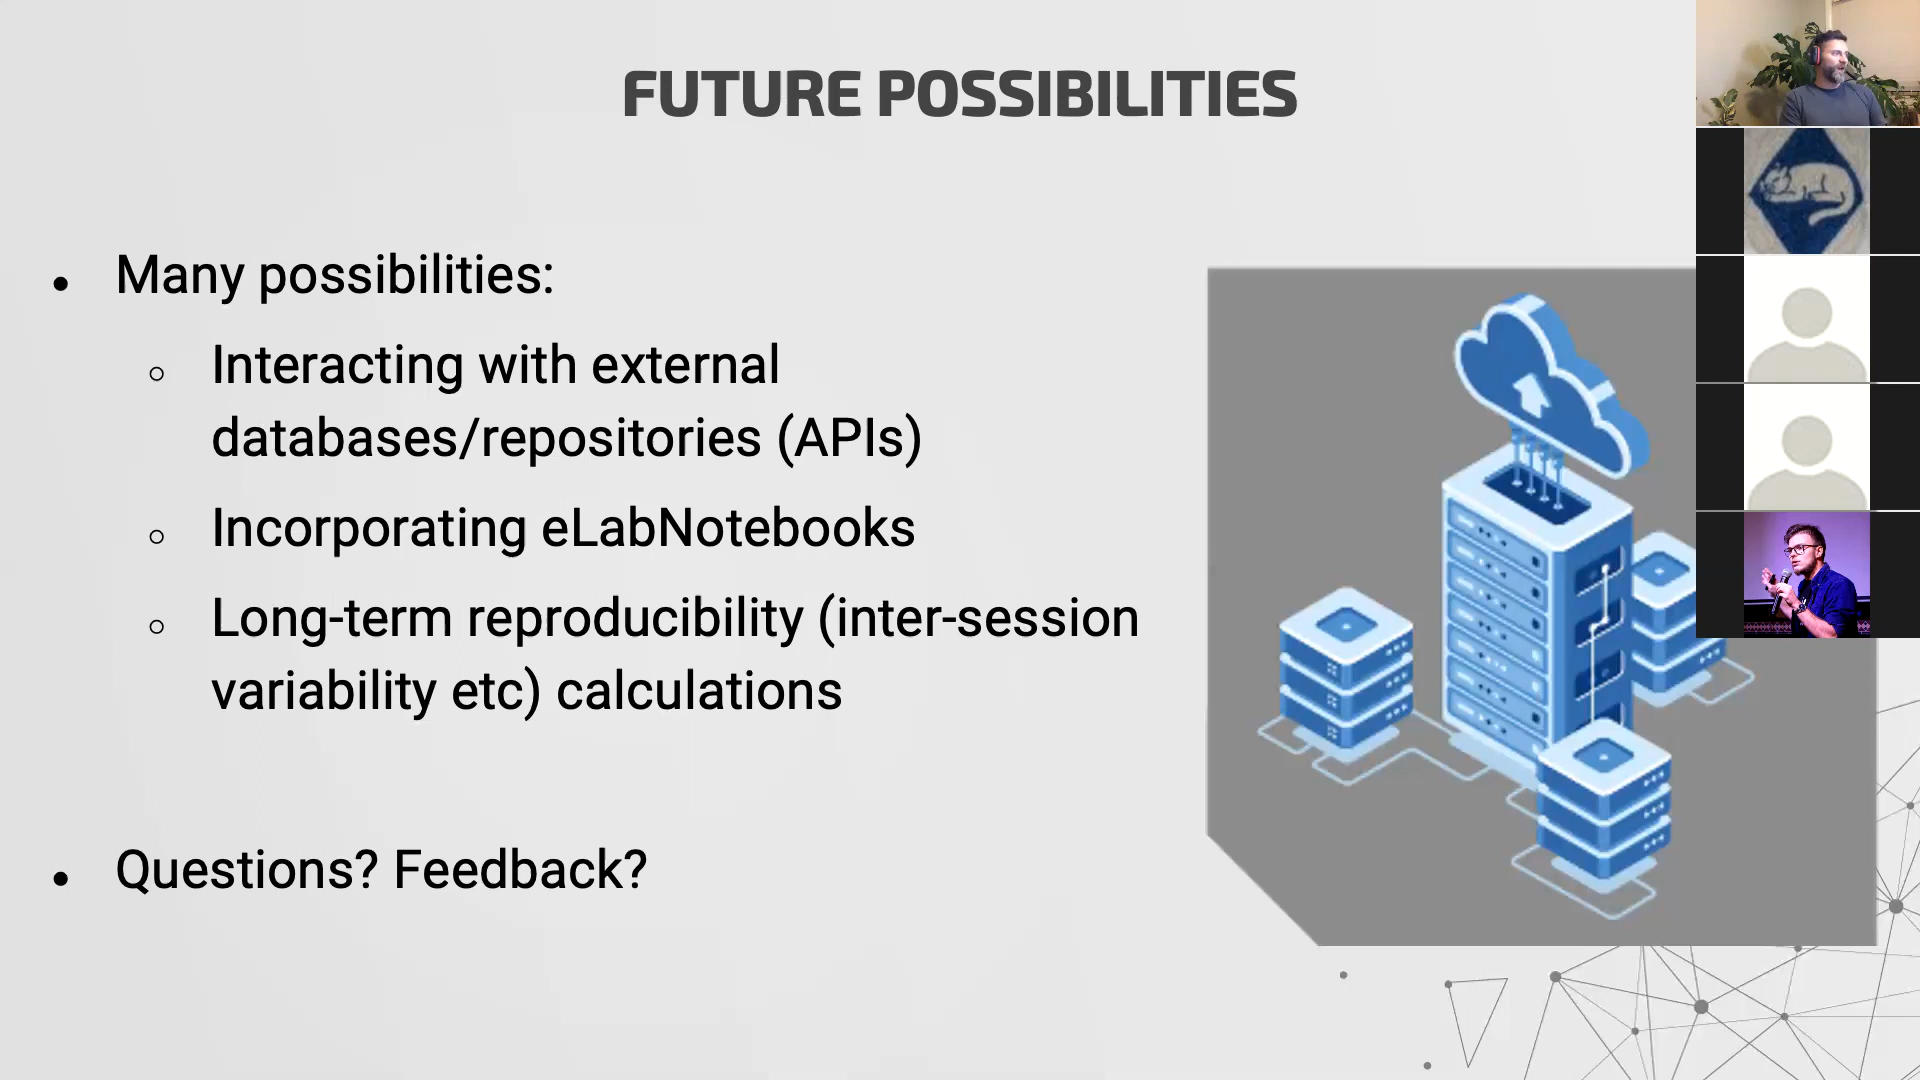 FUTURE POSSIBILITIES
Many possibilities:
Interacting with external
databases/repositories (APIs)
Incorporating eLabNotebooks
Long-term reproducibility (inter-session
variability etc) calculations
Questions? Feedback?